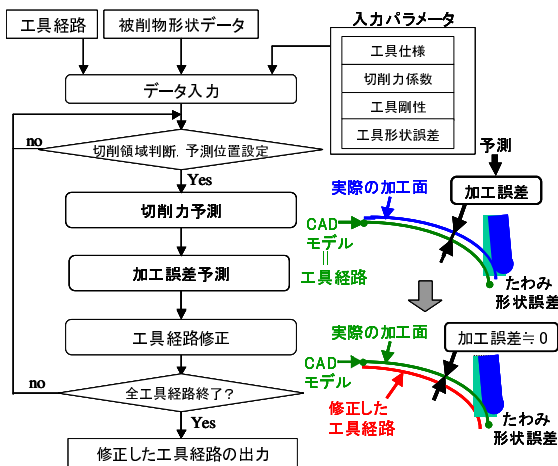 工具経路
被削物形状データ
入力パラメータ
工具仕様
切削力係数
工具剛性
工具形状誤差
データ入力
no
切削領域判断，予測位置設定
Yes
切削力予測
加工誤差予測
工具経路修正
no
全工具経路終了？
Yes
修正した工具経路の出力
予測
実際の加工面
加工誤差
CAD
モデル
=
工具経路
たわみ
形状誤差
実際の加工面
加工誤差≒0
CAD
モデル
修正した
工具経路
たわみ
形状誤差